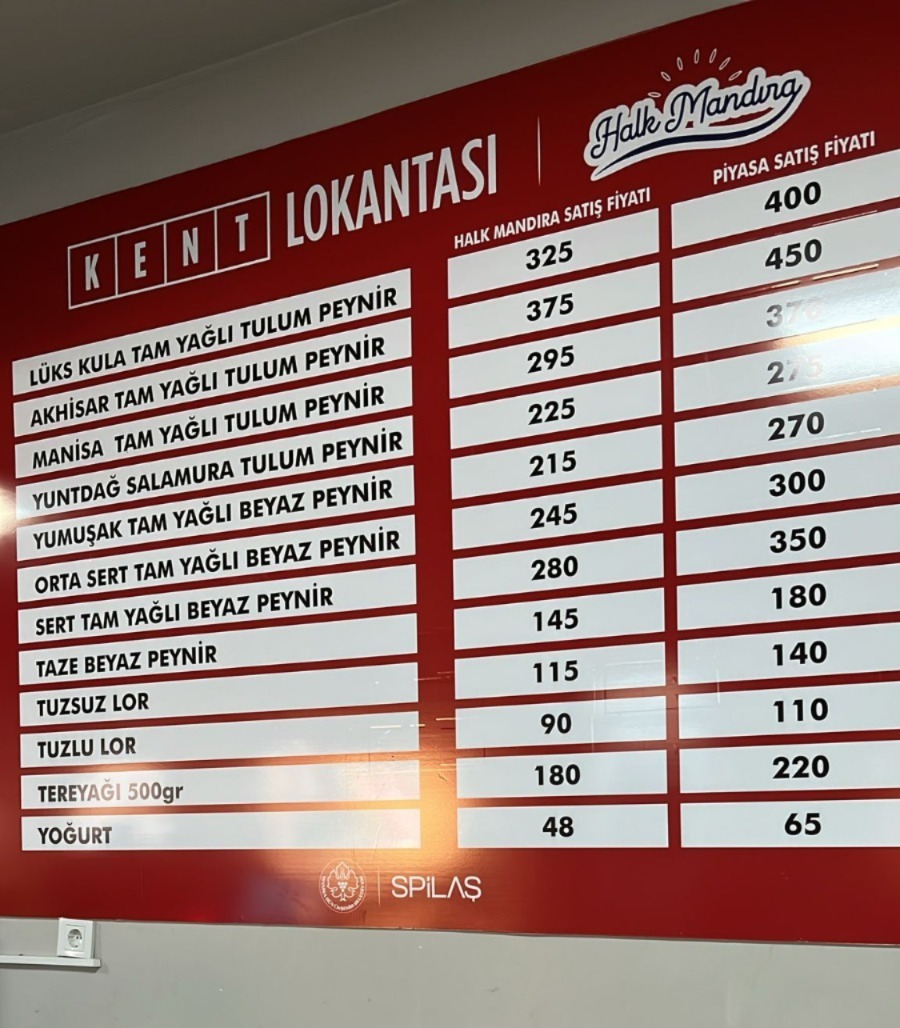 KENT LOKANTASI
Halk Mandıra
HALK MANDIRA SATIŞ FİYATI PİYASA SATIŞ FİYATI
LÜKS KULA TAM YAĞLI TULUM PEYNİR 325 400
AKHİSAR TAM YAĞLI TULUM PEYNİR 375 450
MANİSA TAM YAĞLI TULUM PEYNİR 295 370
YUNTDAĞ SALAMURA TULUM PEYNİR 225 275
YUMUŞAK TAM YAĞLI BEYAZ PEYNİR 215 270
ORTA SERT TAM YAĞLI BEYAZ PEYNİR 245 300
SERT TAM YAĞLI BEYAZ PEYNİR 280 350
TAZE BEYAZ PEYNİR 145 180
TUZSUZ LOR 115 140
TUZLU LOR 90 110
TEREYAĞI 500gr 180 220
YOĞURT 48 65
SPİLAŞ